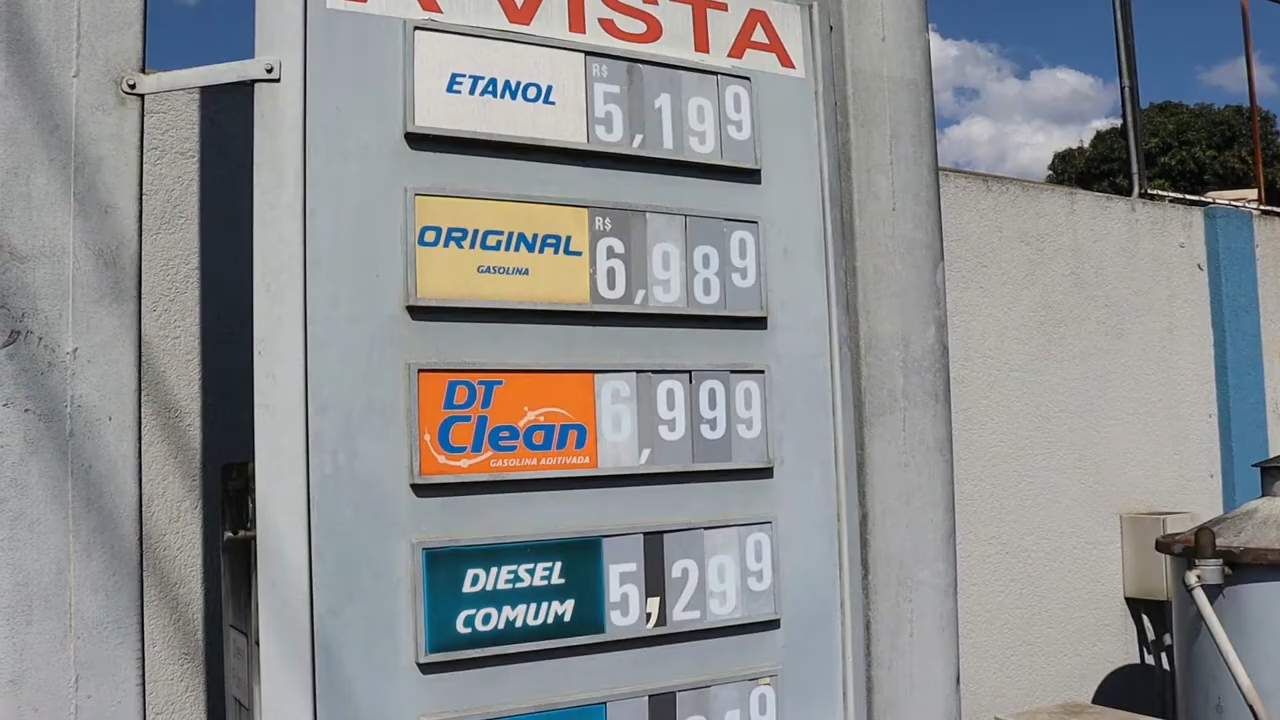 A VISTA
ETANOL R$ 5,199
ORIGINAL
GASOLINA
R$ 6,989
DT
Clean
GASOLINA ADITIVADA
6,999
DIESEL
COMUM
5,299